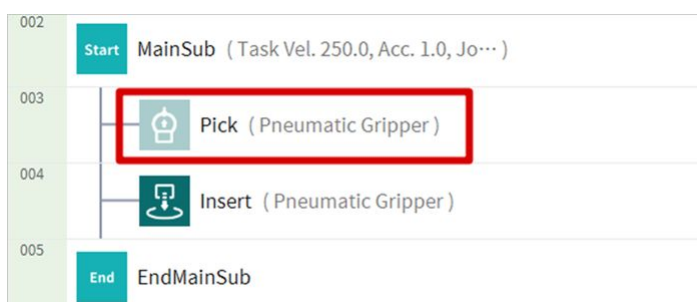 002
Start MainSub ( Task Vel. 250.0, Acc. 1.0, Jo··· )
003
Pick ( Pneumatic Gripper )
004
Insert ( Pneumatic Gripper )
005
End EndMainSub